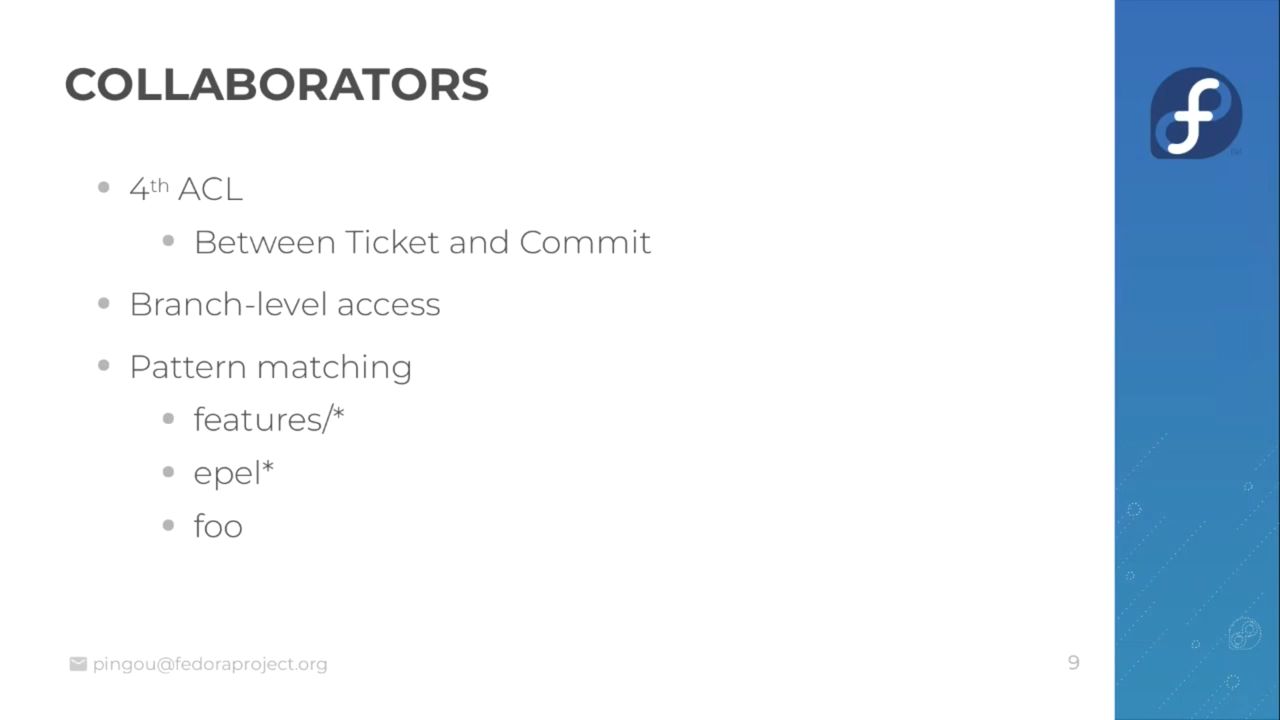 COLLABORATORS
4th ACL
Between Ticket and Commit
Branch-level access
Pattern matching
features/*
epel*
foo
pingou@fedoraproject.org
9